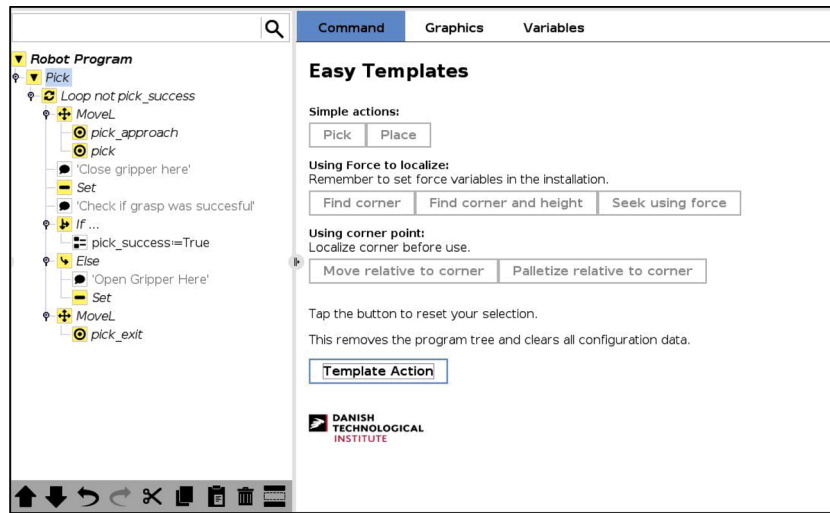 Command Graphics Variables
Robot Program
Pick
Loop not pick_success
MoveL
pick_approach
pick
'Close gripper here'
Set
'Check if grasp was succesful'
If ...
pick_success:=True
Else
'Open Gripper Here'
Set
MoveL
pick_exit
Easy Templates
Simple actions:
Pick Place
Using Force to localize:
Remember to set force variables in the installation.
Find corner Find corner and height Seek using force
Using corner point:
Localize corner before use.
Move relative to corner Palletize relative to corner
Tap the button to reset your selection.
This removes the program tree and clears all configuration data.
Template Action
DANISH
TECHNOLOGICAL
INSTITUTE